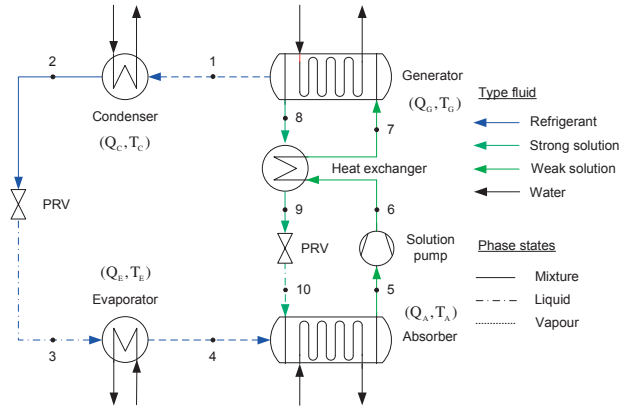 2
1
Condenser
(Q_C, T_C)
Generator
(Q_G, T_G)
8
7
Heat exchanger
PRV
9
6
PRV
Solution
pump
(Q_E, T_E)
Evaporator
10
5
(Q_A, T_A)
Absorber
3
4
Type fluid
Refrigerant
Strong solution
Weak solution
Water
Phase states
Mixture
Liquid
Vapour